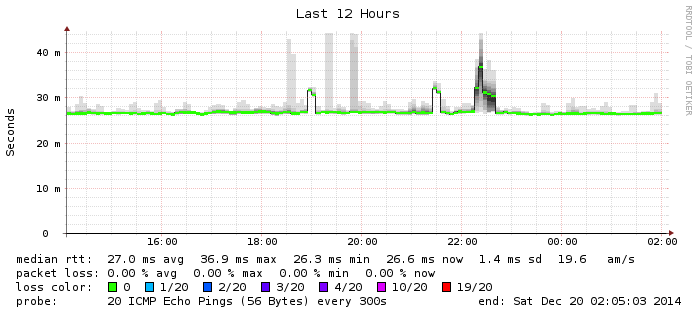 Last 12 Hours
RRDTOOL / TOBI OETIKER
Seconds
40 m
30 m
20 m
10 m
0
16:00 18:00 20:00 22:00 00:00 02:00
median rtt: 27.0 ms avg 36.9 ms max 26.3 ms min 26.6 ms now 1.4 ms sd 19.6 am/s
packet loss: 0.00 % avg 0.00 % max 0.00 % min 0.00 % now
loss color: 0 1/20 2/20 3/20 4/20 10/20 19/20
probe: 20 ICMP Echo Pings (56 Bytes) every 300s end: Sat Dec 20 02:05:03 2014